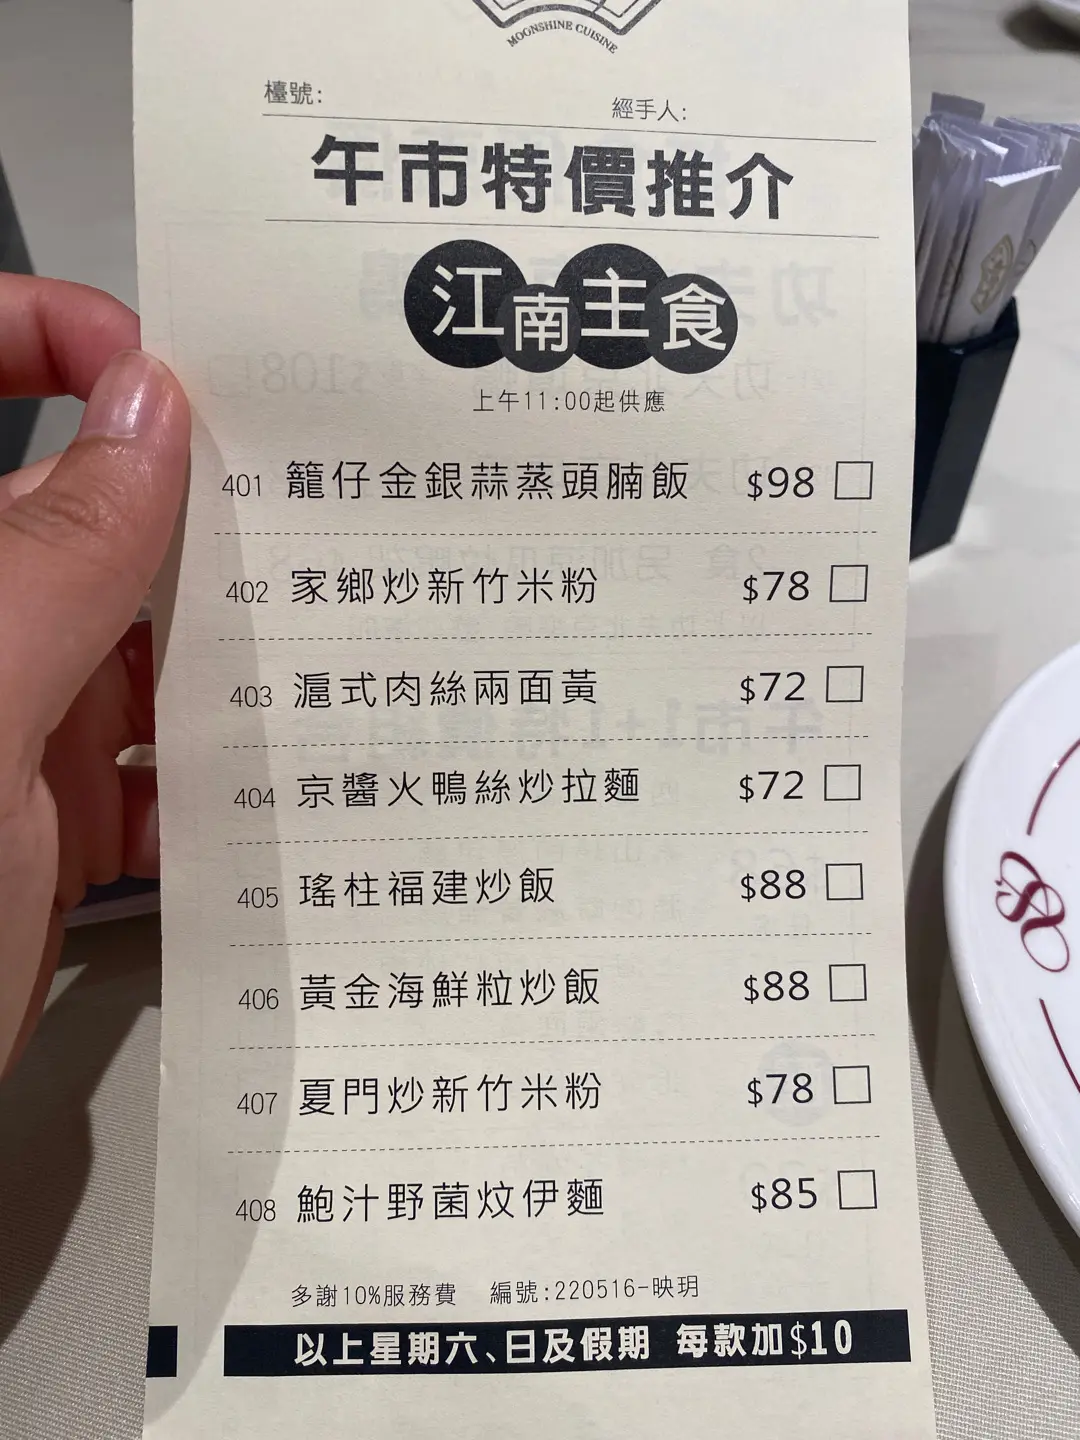 MOONSHINE CUISINE
檯號:
經手人:
午市特價推介
江南主食
上午11:00起供應
401 籠仔金銀蒜蒸頭腩飯 $98
402 家鄉炒新竹米粉 $78
403 滬式肉絲兩面黃 $72
404 京醬火鴨絲炒拉麵 $72
405 瑤柱福建炒飯 $88
406 黃金海鮮粒炒飯 $88
407 夏門炒新竹米粉 $78
408 鮑汁野菌炆伊麵 $85
多謝10%服務費 編號:220516-映玥
以上星期六、日及假期 每款加$10